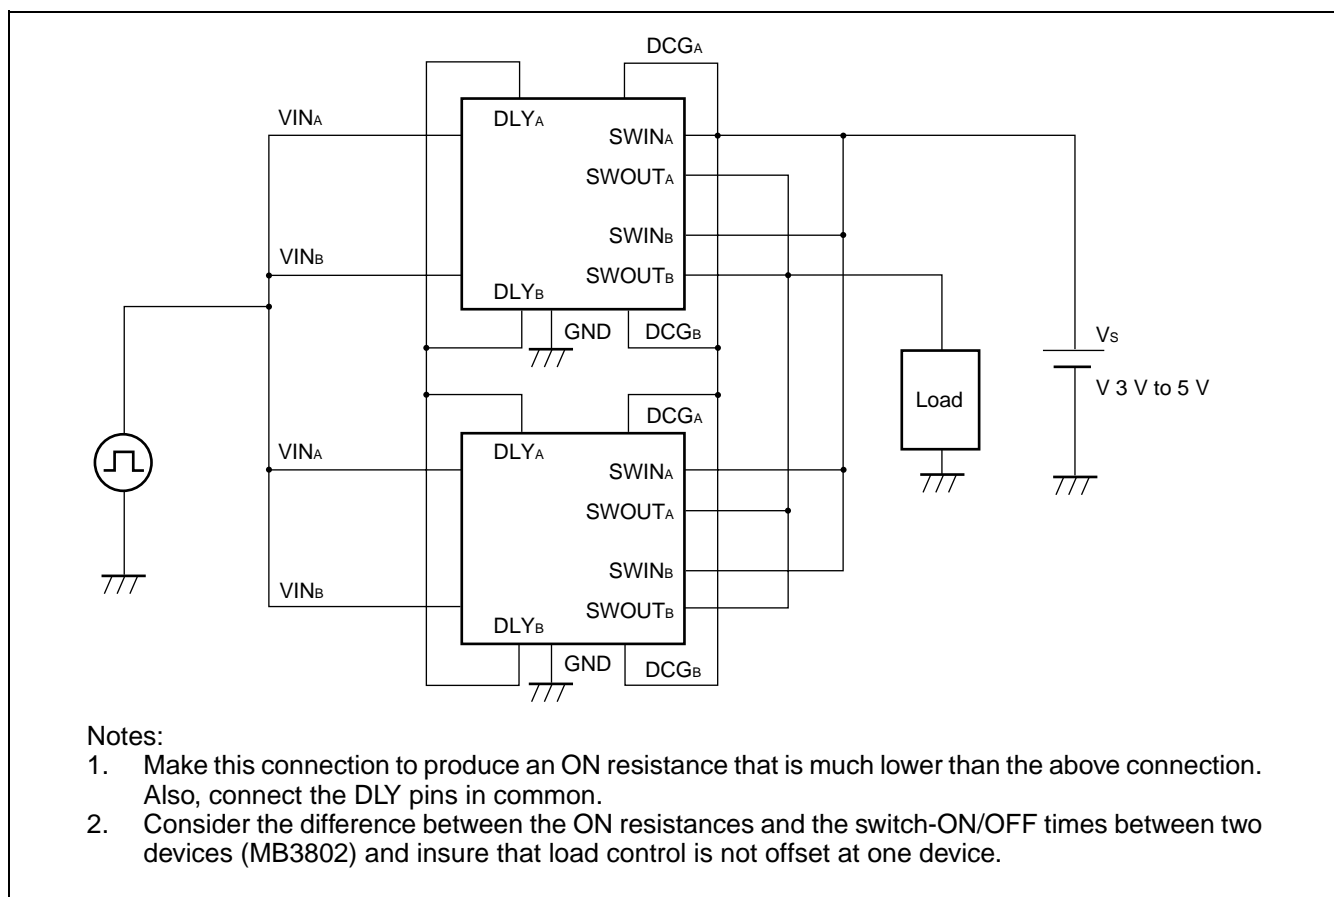 DCGA
VINA
DLYA
SWINA
SWOUTA
SWINB
VINB
SWOUTB
DLYB
GND
DCGB
VS
V 3 V to 5 V
Load
DCGA
VINA
DLYA
SWINA
SWOUTA
SWINB
VINB
SWOUTB
DLYB
GND
DCGB
Notes:
1. Make this connection to produce an ON resistance that is much lower than the above connection.
Also, connect the DLY pins in common.
2. Consider the difference between the ON resistances and the switch-ON/OFF times between two
devices (MB3802) and insure that load control is not offset at one device.